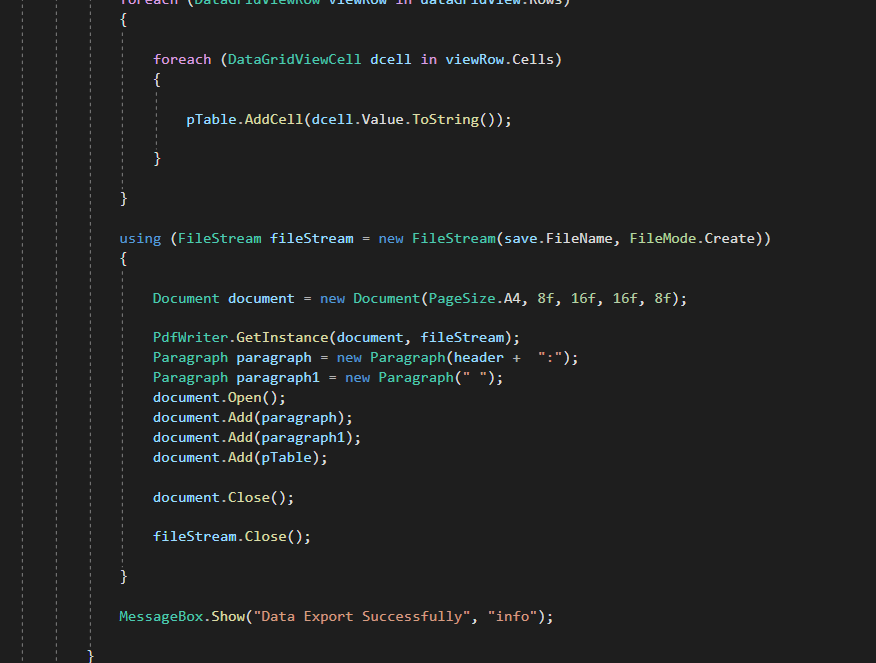 foreach (DataGridViewRow viewRow in dataGridView.Rows)
{
foreach (DataGridViewCell dcell in viewRow.Cells)
{
pTable.AddCell(dcell.Value.ToString());
}
}
using (FileStream fileStream = new FileStream(save.FileName, FileMode.Create))
{
Document document = new Document(PageSize.A4, 8f, 16f, 16f, 8f);
PdfWriter.GetInstance(document, fileStream);
Paragraph paragraph = new Paragraph(header +  ":");
Paragraph paragraph1 = new Paragraph(" ");
document.Open();
document.Add(paragraph);
document.Add(paragraph1);
document.Add(pTable);
document.Close();
fileStream.Close();
}
MessageBox.Show("Data Export Successfully", "info");
}